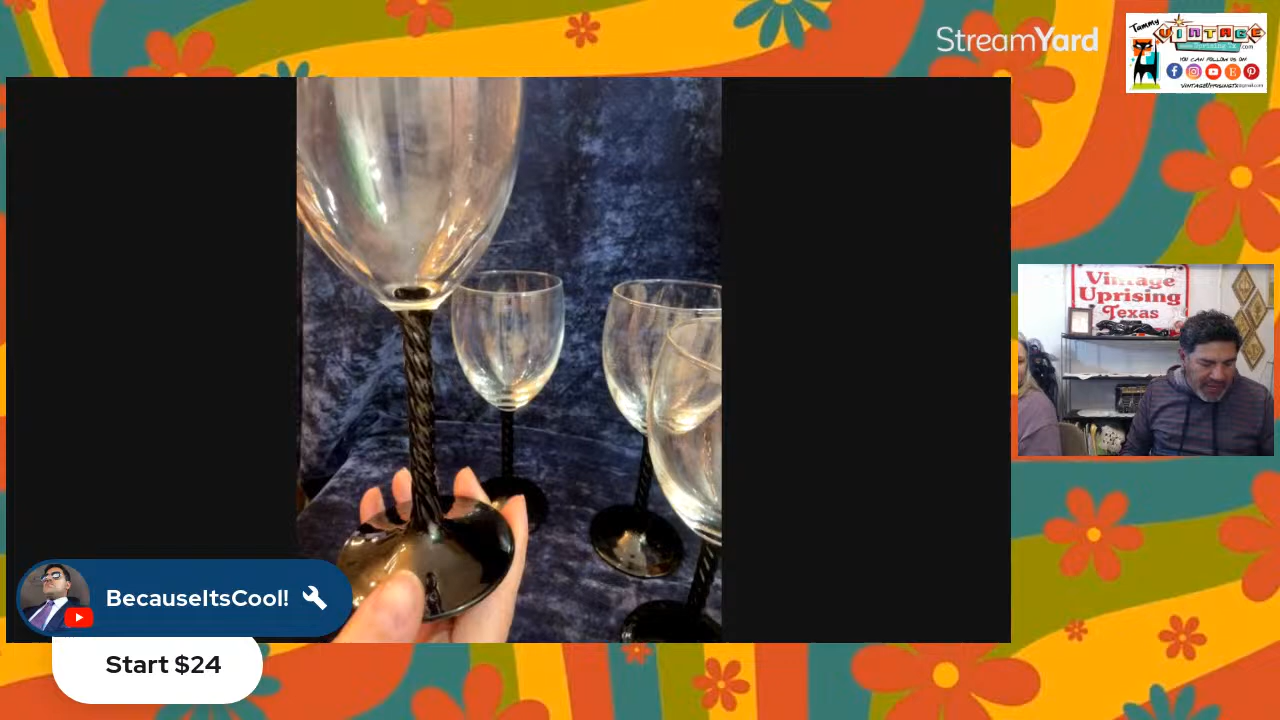 StreamYard
Tammy
VINTAGE
YOU CAN FOLLOW US ON
Vintage
Uprising
Texas
BecauseItsCool!
Start $24